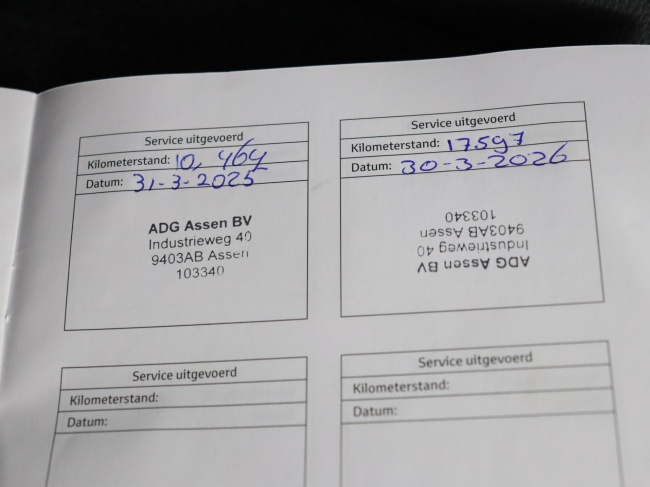 Service uitgevoerd
Kilometerstand: 10,464
Datum: 31-3-2025
ADG Assen BV
Industrieweg 40
9403AB Assen
103340
Service uitgevoerd
Kilometerstand: 17597
Datum: 30-3-2026
ADG Assen BV
Industrieweg 40
9403AB Assen
103340
Service uitgevoerd
Kilometerstand:
Datum:
Service uitgevoerd
Kilometerstand:
Datum: